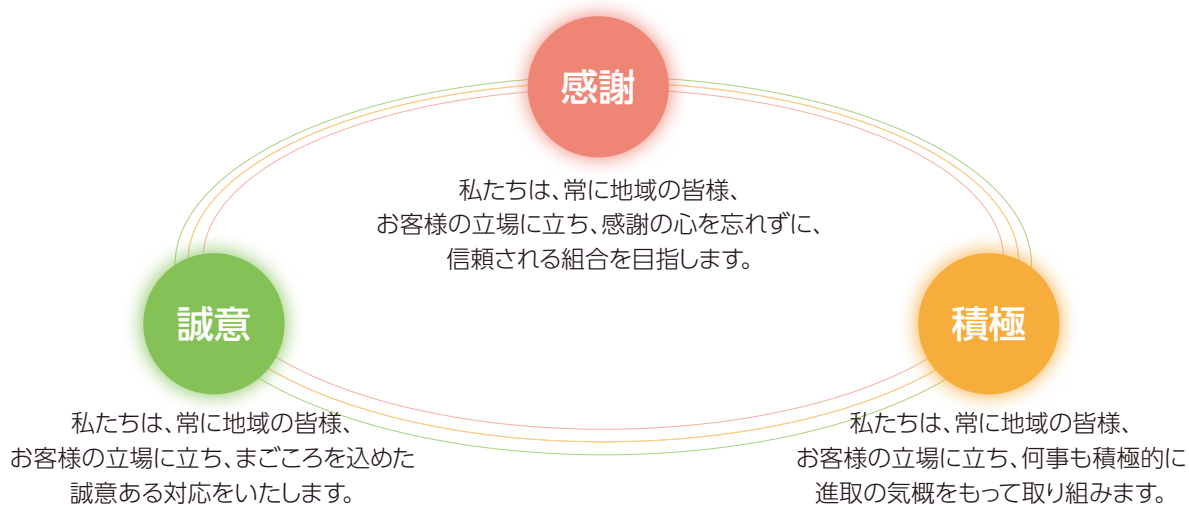 感謝
私たちは、常に地域の皆様、
お客様の立場に立ち、感謝の心を忘れずに、
信頼される組合を目指します。
誠意
私たちは、常に地域の皆様、
お客様の立場に立ち、まごころを込めた
誠意ある対応をいたします。
積極
私たちは、常に地域の皆様、
お客様の立場に立ち、何事も積極的に
進取の気概をもって取り組みます。